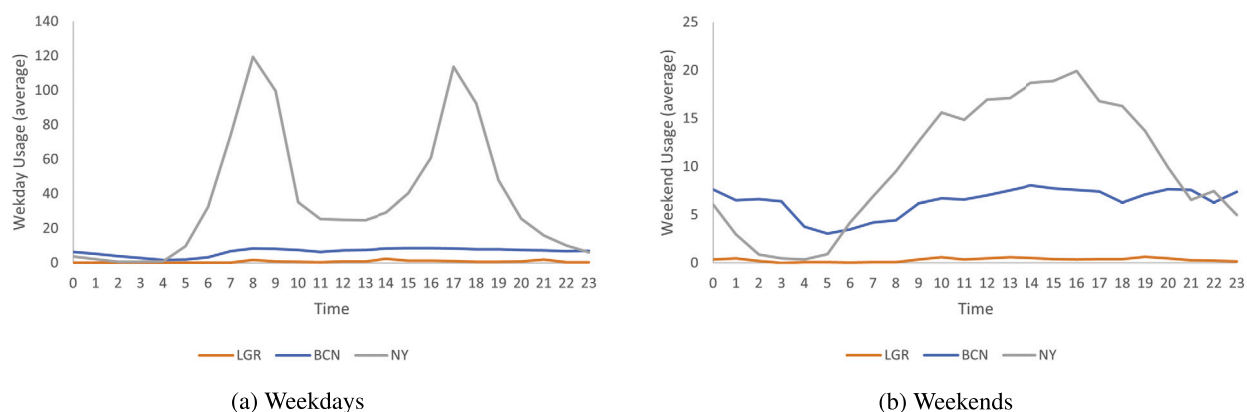 140
120
100
80
60
40
20
0
Wekday Usage (average)
0 1 2 3 4 5 6 7 8 9 10 11 12 13 14 15 16 17 18 19 20 21 22 23
Time
LGR BCN NY
(a) Weekdays
25
20
15
10
5
0
Weekend Usage (average)
0 1 2 3 4 5 6 7 8 9 10 11 12 13 14 15 16 17 18 19 20 21 22 23
Time
LGR BCN NY
(b) Weekends